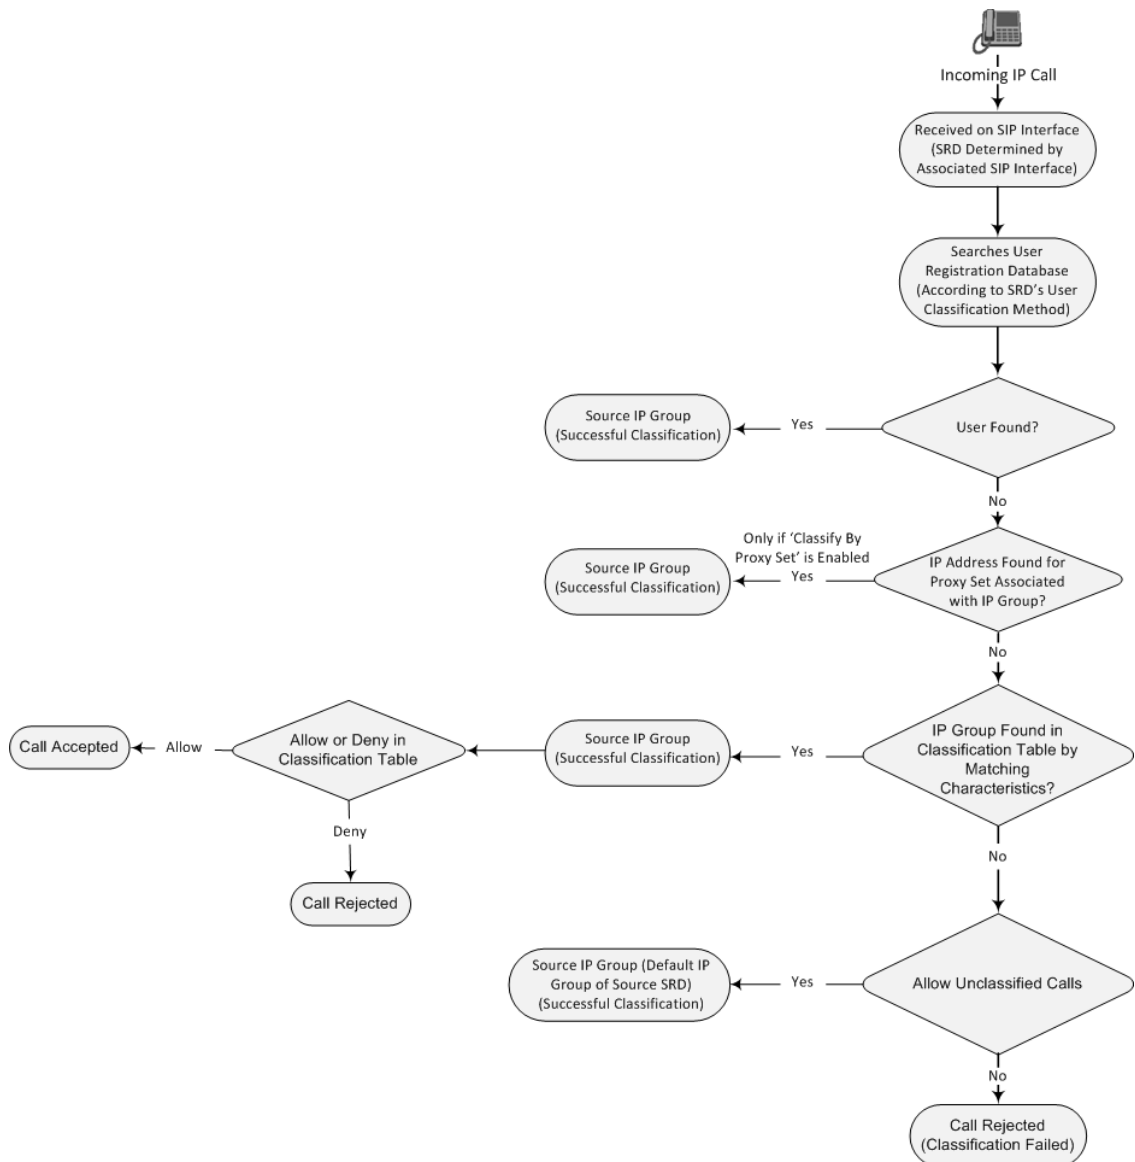 Incoming IP Call
Received on SIP Interface
(SRD Determined by
Associated SIP Interface)
Searches User
Registration Database
(According to SRD's User
Classification Method)
User Found?
Yes
Source IP Group
(Successful Classification)
No
IP Address Found for
Proxy Set Associated
with IP Group?
Only if 'Classify By
Proxy Set' is Enabled
Yes
Source IP Group
(Successful Classification)
No
IP Group Found in
Classification Table by
Matching
Characteristics?
Yes
Source IP Group
(Successful Classification)
Allow or Deny in
Classification Table
Allow
Call Accepted
Deny
Call Rejected
No
Allow Unclassified Calls
Yes
Source IP Group (Default IP
Group of Source SRD)
(Successful Classification)
No
Call Rejected
(Classification Failed)